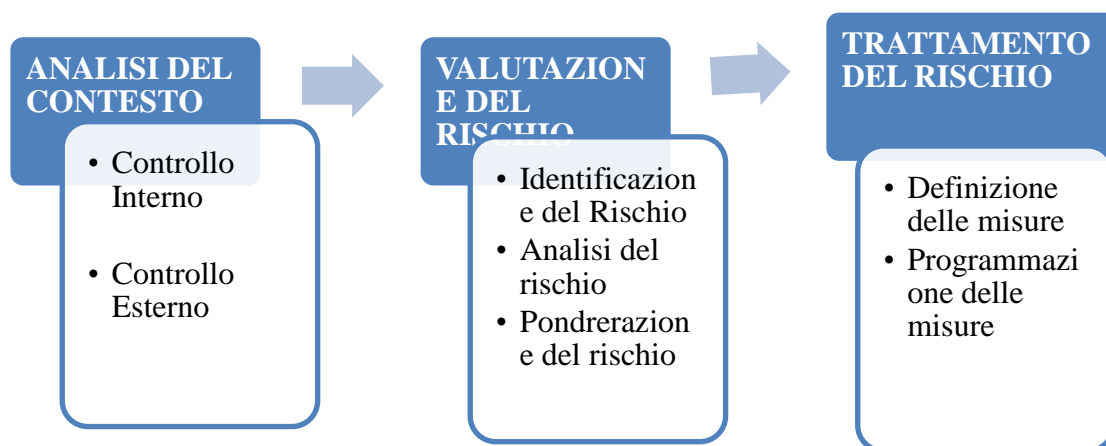 ANALISI DEL
CONTESTO
• Controllo
Interno
• Controllo
Esterno
VALUTAZION
E DEL
RISCHIO
• Identificazion
e del Rischio
• Analisi del
rischio
• Pondrerazion
e del rischio
TRATTAMENTO
DEL RISCHIO
• Definizione
delle misure
• Programmazi
one delle
misure